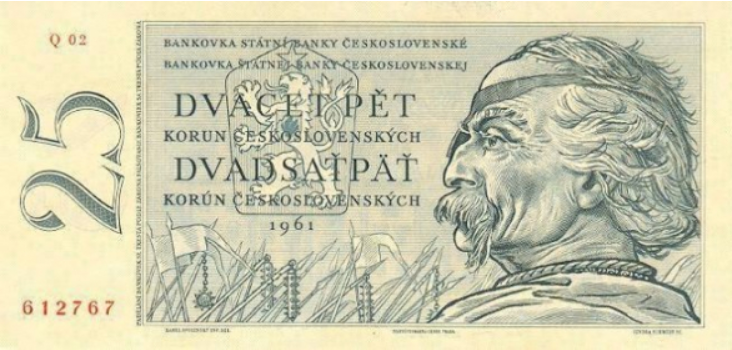 Q 02
BANKOVKA STÁTNÍ BANKY ČESKOSLOVENSKÉ
BANKOVKA ŠTÁTNEJ BANKY ČESKOSLOVENSKEJ
DVACET PĚT
KORUN ČESKOSLOVENSKÝCH
DVADSAŤPÄŤ
KORÚN ČESKOSLOVENSKÝCH
1961
25
612767